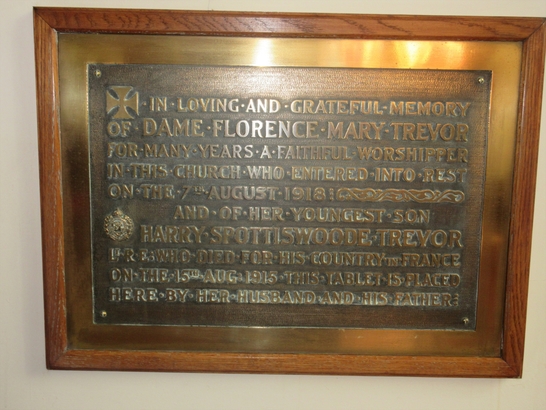 IN·LOVING·AND·GRATEFUL·MEMORY
OF·DAME·FLORENCE·MARY·TREVOR
FOR·MANY·YEARS·A·FAITHFUL·WORSHIPPER
IN·THIS·CHURCH·WHO·ENTERED·INTO·REST
ON·THE·7TH·AUGUST·1918
AND·OF·HER·YOUNGEST·SON
HARRY·SPOTTISWOODE·TREVOR
LT·R·E·WHO·DIED·FOR·HIS·COUNTRY·IN·FRANCE
ON·THE·15TH·AUG·1915·THIS·TABLET·IS·PLACED
HERE·BY·HER·HUSBAND·AND·HIS·FATHER